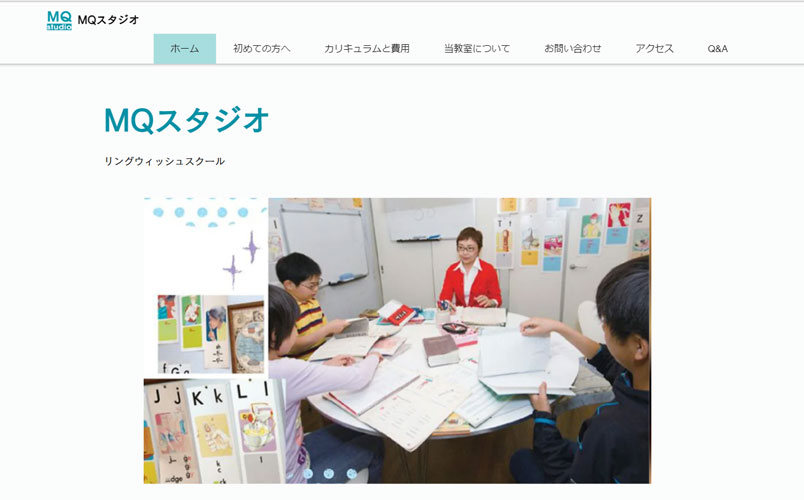 MQ
studio
MQスタジオ
ホーム
初めての方へ
カリキュラムと費用
当教室について
お問い合わせ
アクセス
Q&A
MQスタジオ
リングウィッシュスクール
I
T t
Z
f G g
J j K k L l
j k l